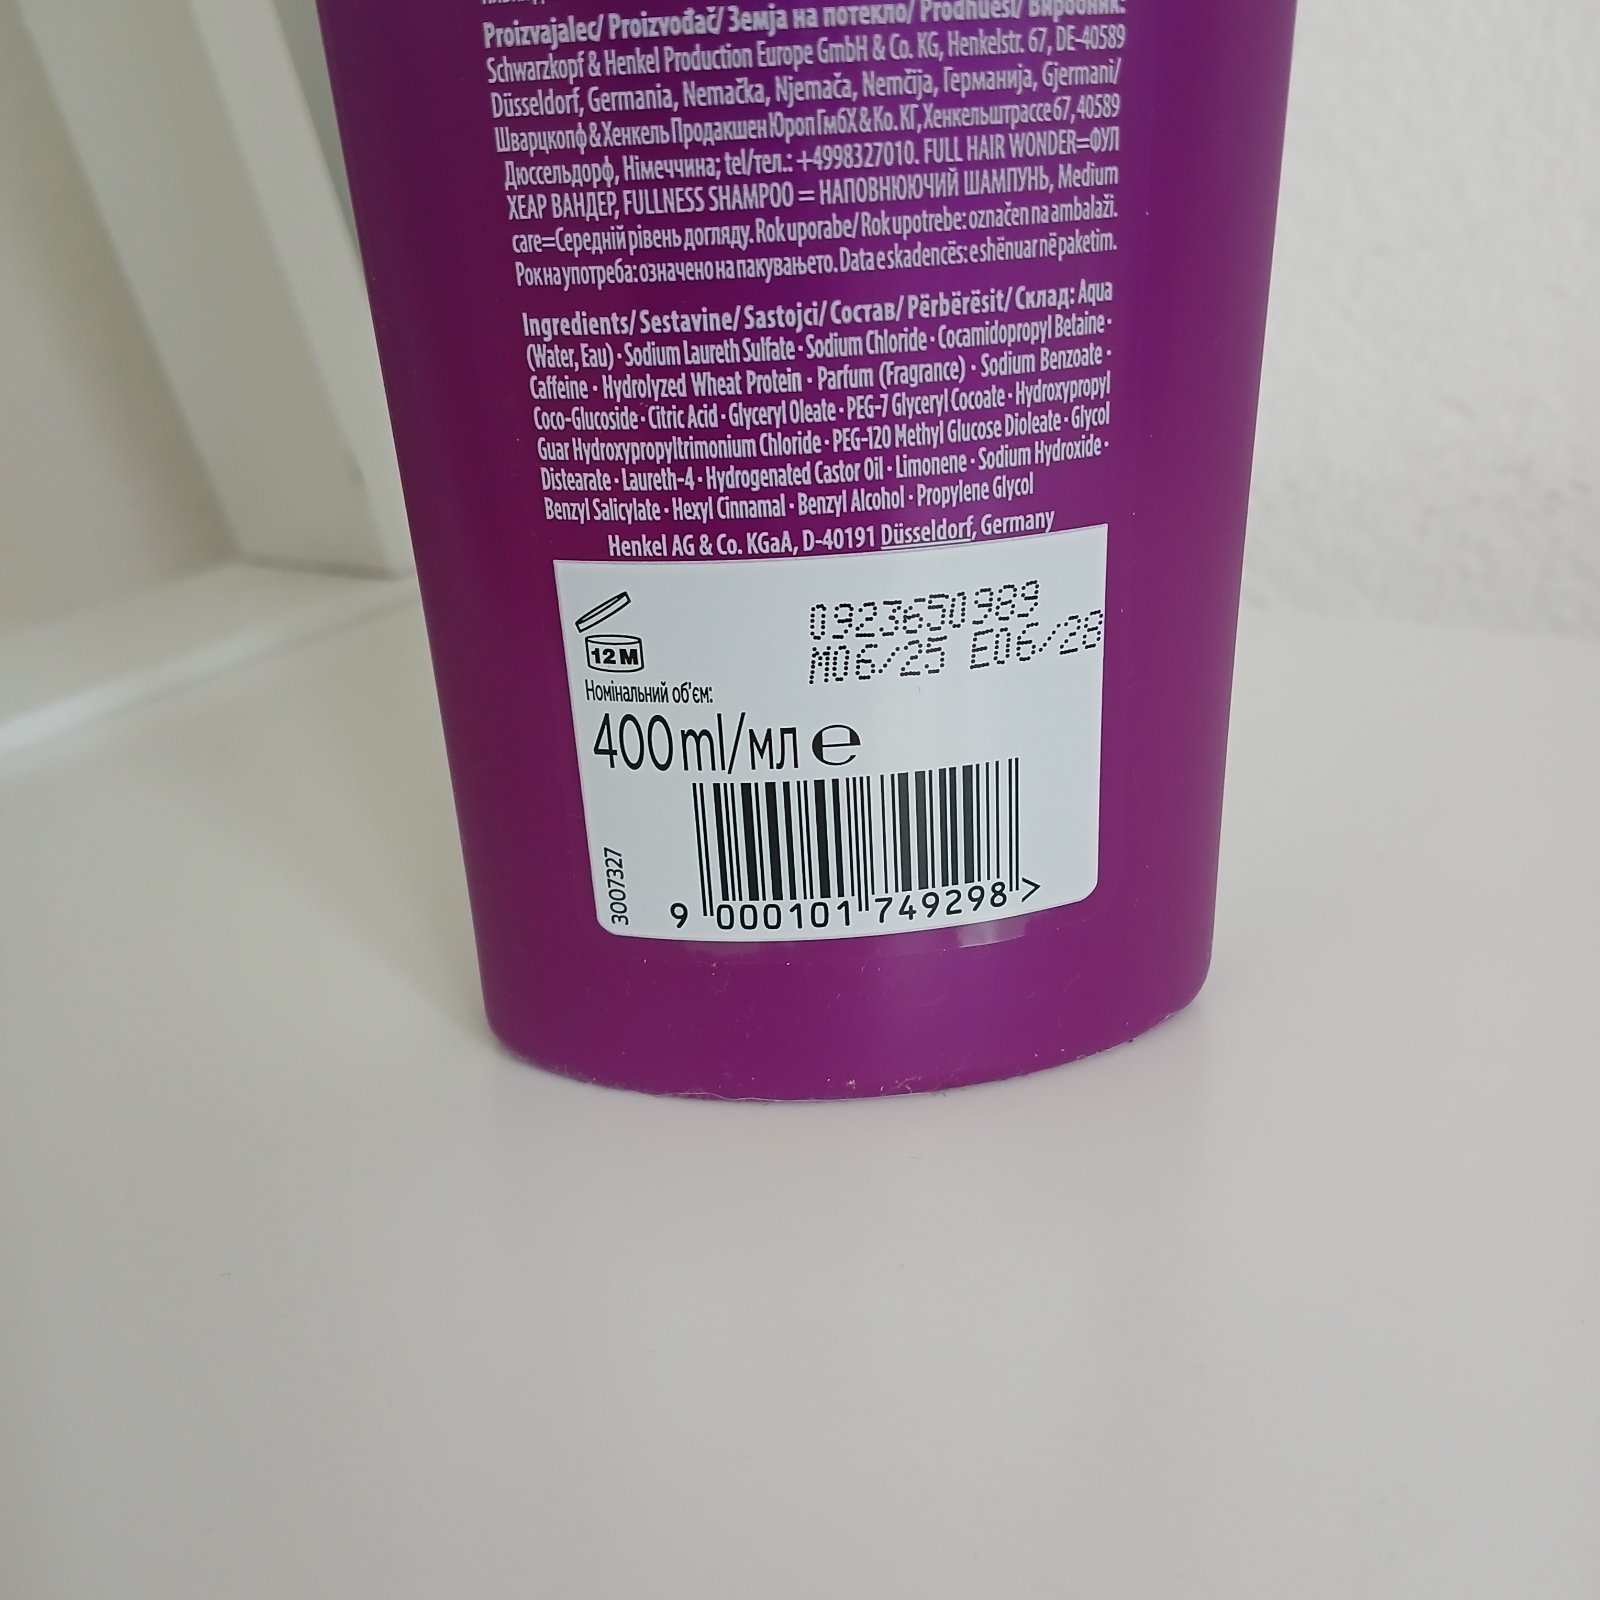 Proizvajalec/ Proizvođač/ Земја на потекло/ Prodhuesi/ Виробник:
Schwarzkopf & Henkel Production Europe GmbH & Co. KG, Henkelstr. 67, DE-40589
Düsseldorf, Germania, Nemačka, Njemača, Nemčija, Германија, Gjermani/
Шварцкопф & Хенкель Продакшен Юроп ГмбХ & Ко. КГ, Хенкельштрассе 67, 40589
Дюссельдорф, Німеччина; tel/тел.: +4998327010. FULL HAIR WONDER=ФУЛ
ХЕАР ВАНДЕР, FULLNESS SHAMPOO = НАПОВНЮЮЧИЙ ШАМПУНЬ, Medium
care=Середній рівень догляду. Rok uporabe/ Rok upotrebe: označen na ambalaži.
Рок на употреба: означено на пакувањето. Data e skadencës: e shënuar në paketim.
Ingredients/ Sestavine/ Sastojci/ Состав/ Përbërësit/ Склад: Aqua
(Water, Eau) · Sodium Laureth Sulfate · Sodium Chloride · Cocamidopropyl Betaine ·
Caffeine · Hydrolyzed Wheat Protein · Parfum (Fragrance) · Sodium Benzoate ·
Coco-Glucoside · Citric Acid · Glyceryl Oleate · PEG-7 Glyceryl Cocoate · Hydroxypropyl
Guar Hydroxypropyltrimonium Chloride · PEG-120 Methyl Glucose Dioleate · Glycol
Distearate · Laureth-4 · Hydrogenated Castor Oil · Limonene · Sodium Hydroxide ·
Benzyl Salicylate · Hexyl Cinnamal · Benzyl Alcohol · Propylene Glycol
Henkel AG & Co. KGaA, D-40191 Düsseldorf, Germany
0923690989
M06/25 E06/28
12M
Номінальний об'єм:
400ml/мл ℮
3007327
9 000101 749298 >